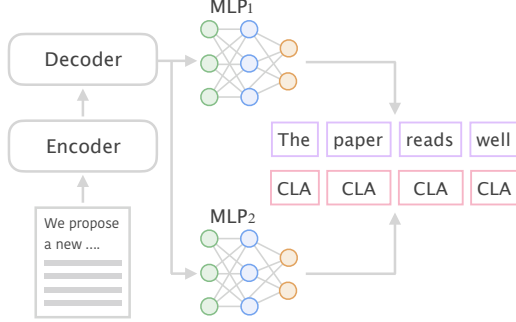 MLP1
Decoder
Encoder
We propose
a new ....
The paper reads well
CLA CLA CLA CLA
MLP2